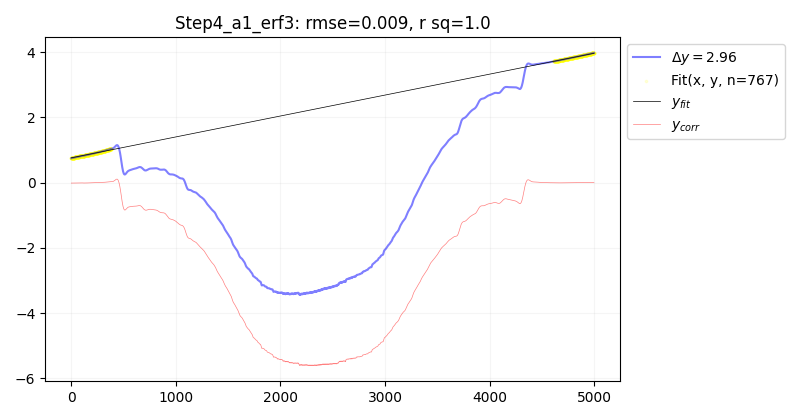 Step4_a1_erf3: rmse=0.009, r sq=1.0
4
2
0
−2
−4
−6
0
1000
2000
3000
4000
5000
Δy = 2.96
Fit(x, y, n=767)
y_fit
y_corr